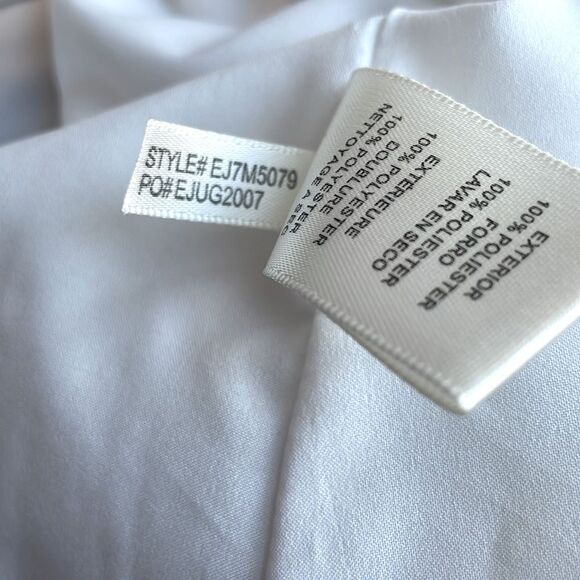 STYLE# EJ7M5079
PO#EJUG2007
EXTÉRIEURE
100% POLYESTER
DOUBLURE
100% POLYESTER
NETTOYAGE À SEC
EXTERIOR
100% POLIESTER
FORRO
100% POLIESTER
LAVAR EN SECO